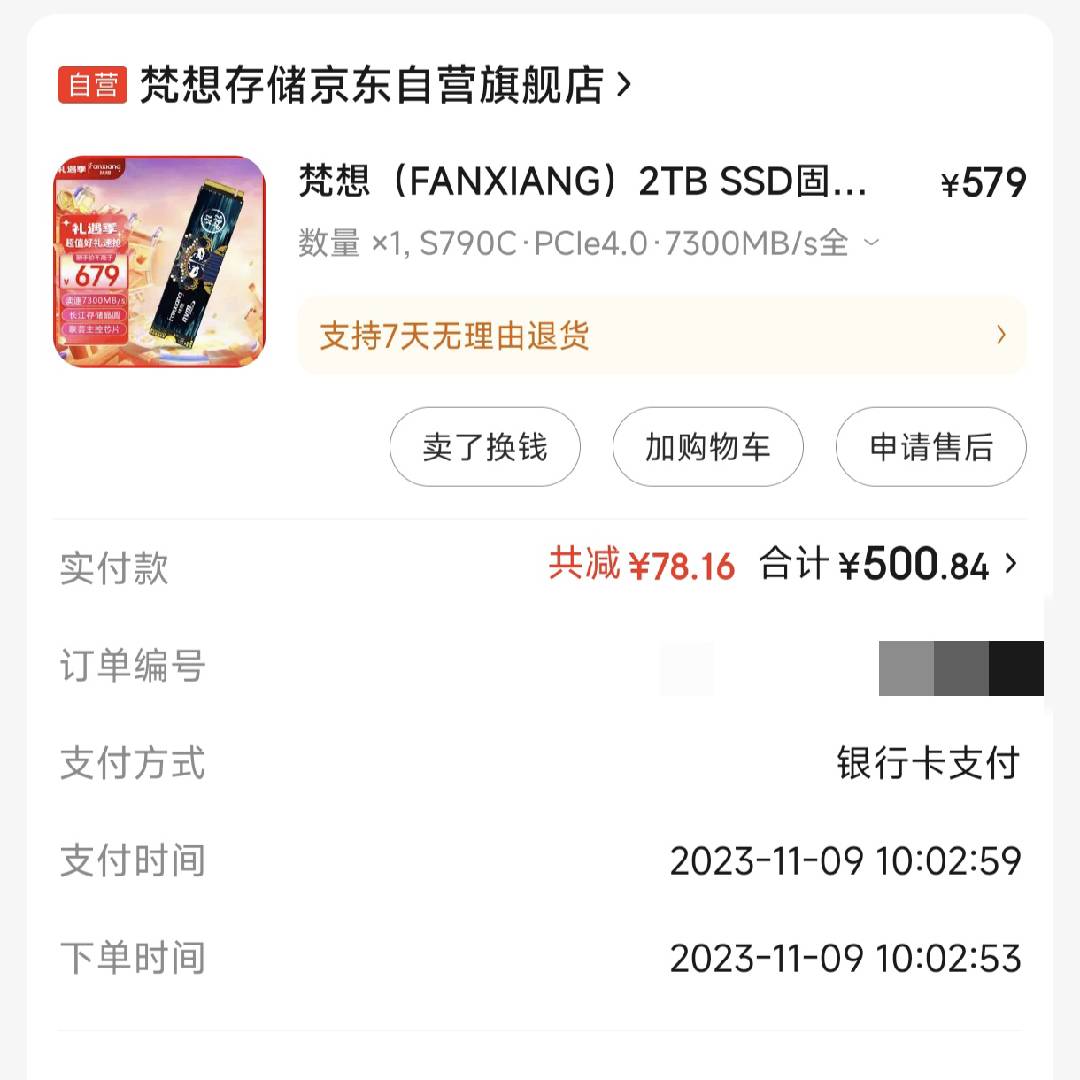 自营 梵想存储京东自营旗舰店 >
梵想（FANXIANG）2TB SSD固... ¥579
数量 ×1, S790C·PCIe4.0·7300MB/s全
礼遇季 Fanxiang
礼遇季
超值好礼速抢
¥679
读速7300MB/s
长江存储晶圆
联芸主控芯片
支持7天无理由退货 >
卖了换钱 加购物车 申请售后
实付款 共减 ¥78.16 合计 ¥500.84 >
订单编号
支付方式 银行卡支付
支付时间 2023-11-09 10:02:59
下单时间 2023-11-09 10:02:53